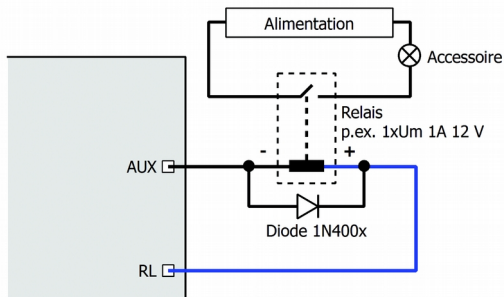 Alimentation
Accessoire
Relais
p.ex. 1xUm 1A 12 V
- +
AUX
Diode 1N400x
RL